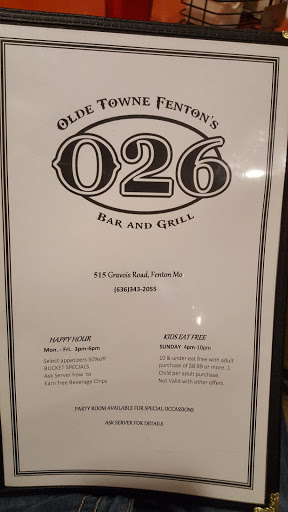 OLDE TOWNE FENTON'S
026
BAR AND GRILL
515 Gravois Road, Fenton Mo
(636)343-2055
HAPPY HOUR
Mon. - Fri. 3pm-6pm
Select appetizers 50%off
BUCKET SPECIALS
Ask Server how to
Earn free Beverage Chips
KIDS EAT FREE
SUNDAY 4pm-10pm
10 & under eat free with adult
purchase of $8.99 or more. 1
Child per adult purchase.
Not Valid with other offers
PARTY ROOM AVAILABLE FOR SPECIAL OCCASSIONS
ASK SERVER FOR DETAILS